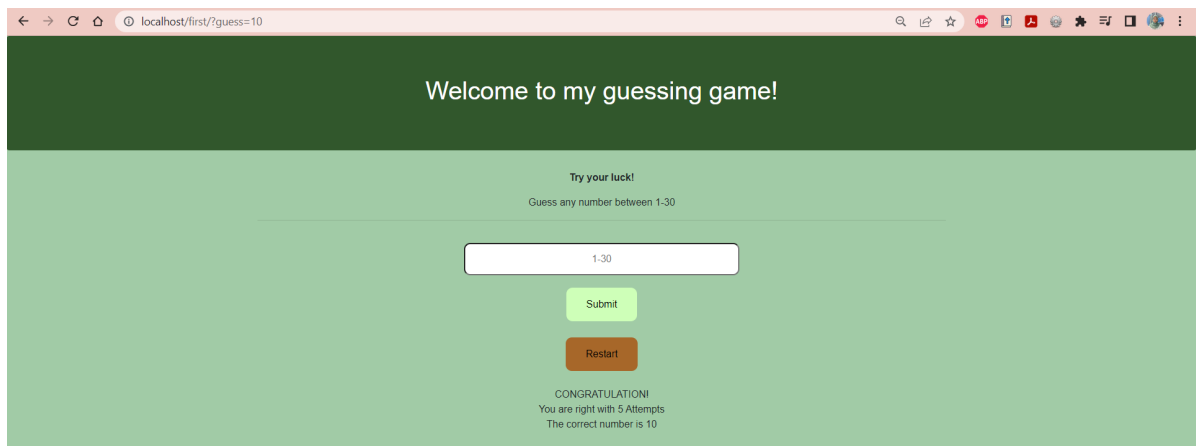 localhost/first/?guess=10
ABP
Welcome to my guessing game!
Try your luck!
Guess any number between 1-30
1-30
Submit
Restart
CONGRATULATION!
You are right with 5 Attempts
The correct number is 10